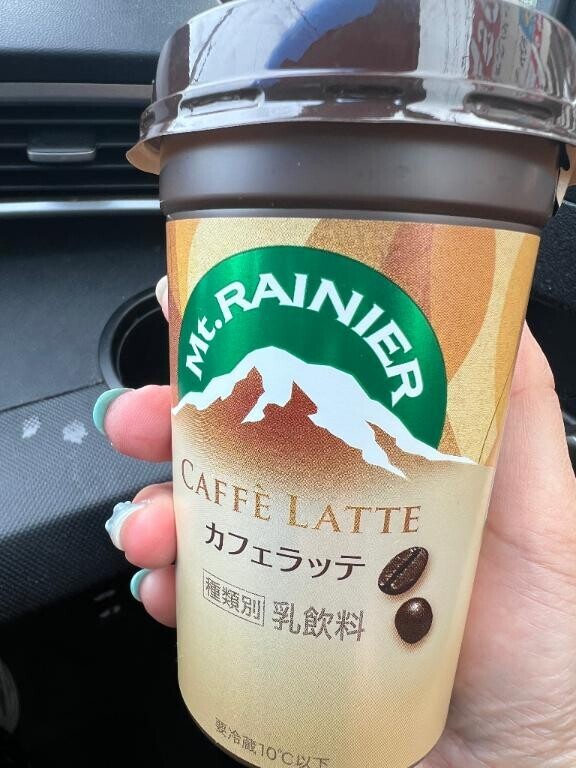 Mt. RAINIER
CAFFÈ LATTE
カフェラッテ
種類別 乳飲料
要冷蔵10℃以下